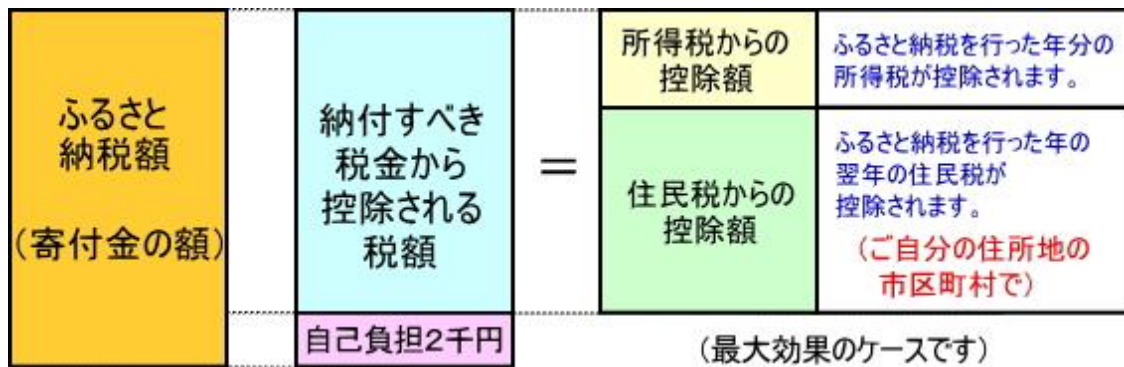 ふるさと
納税額
(寄付金の額)
納付すべき
税金から
控除される
税額
自己負担2千円
=
所得税からの
控除額
ふるさと納税を行った年分の
所得税が控除されます。
住民税からの
控除額
ふるさと納税を行った年の
翌年の住民税が
控除されます。
(ご自分の住所地の
市区町村で)
(最大効果のケースです)